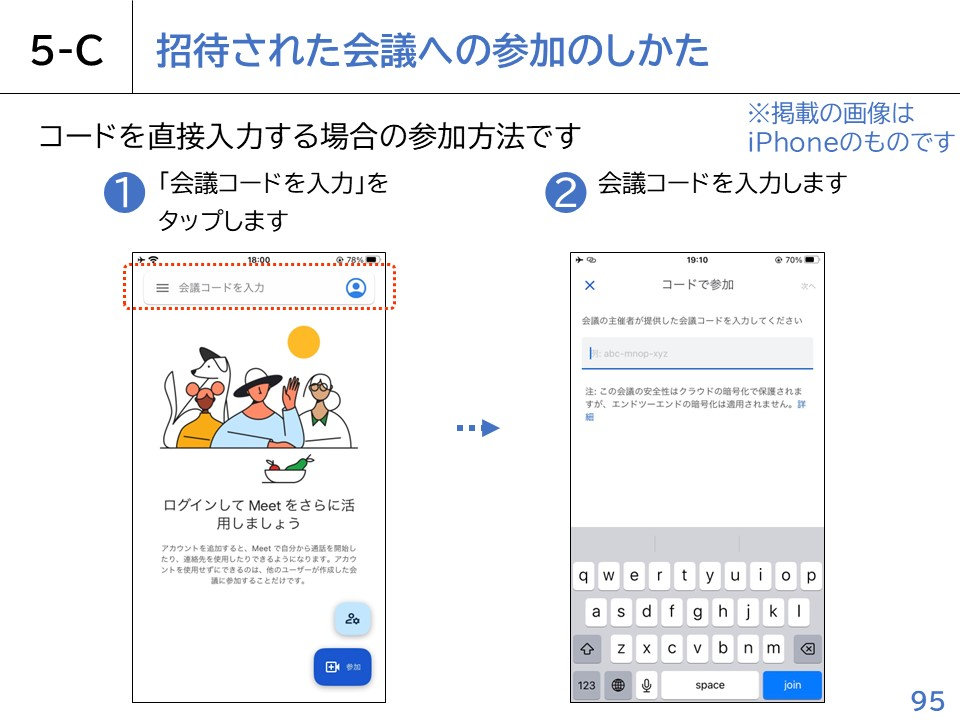 5-C
招待された会議への参加のしかた
コードを直接入力する場合の参加方法です
※掲載の画像は
iPhoneのものです
1
「会議コードを入力」を
タップします
2
会議コードを入力します
18:00
78%
会議コードを入力
ログインして Meet をさらに活
用しましょう
アカウントを追加すると、Meet で自分から通話を開始し
たり、連絡先を使用したりできるようになります。アカウ
ントを使用せずにできるのは、他のユーザーが作成した会
議に参加することだけです。
参加
19:10
70%
コードで参加
次へ
会議の主催者が提供した会議コードを入力してください
例: abc-mnop-xyz
注: この会議の安全性はクラウドの暗号化で保護されま
すが、エンドツーエンドの暗号化は適用されません。詳
細
q w e r t y u i o p
a s d f g h j k l
z x c v b n m
123
space
join
95